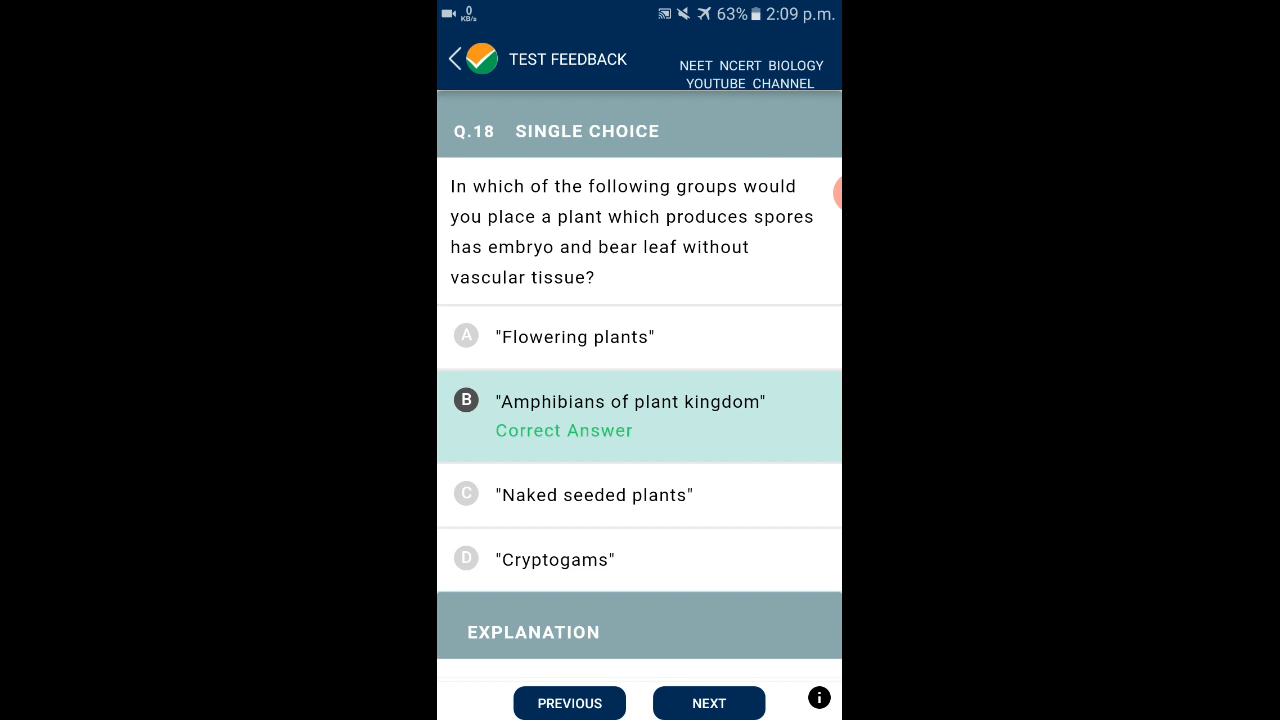 0
KB/s
63%
2:09 p.m.
TEST FEEDBACK
NEET NCERT BIOLOGY
YOUTUBE CHANNEL
Q.18 SINGLE CHOICE
In which of the following groups would
you place a plant which produces spores
has embryo and bear leaf without
vascular tissue?
A "Flowering plants"
B "Amphibians of plant kingdom"
Correct Answer
C "Naked seeded plants"
D "Cryptogams"
EXPLANATION
PREVIOUS
NEXT
i